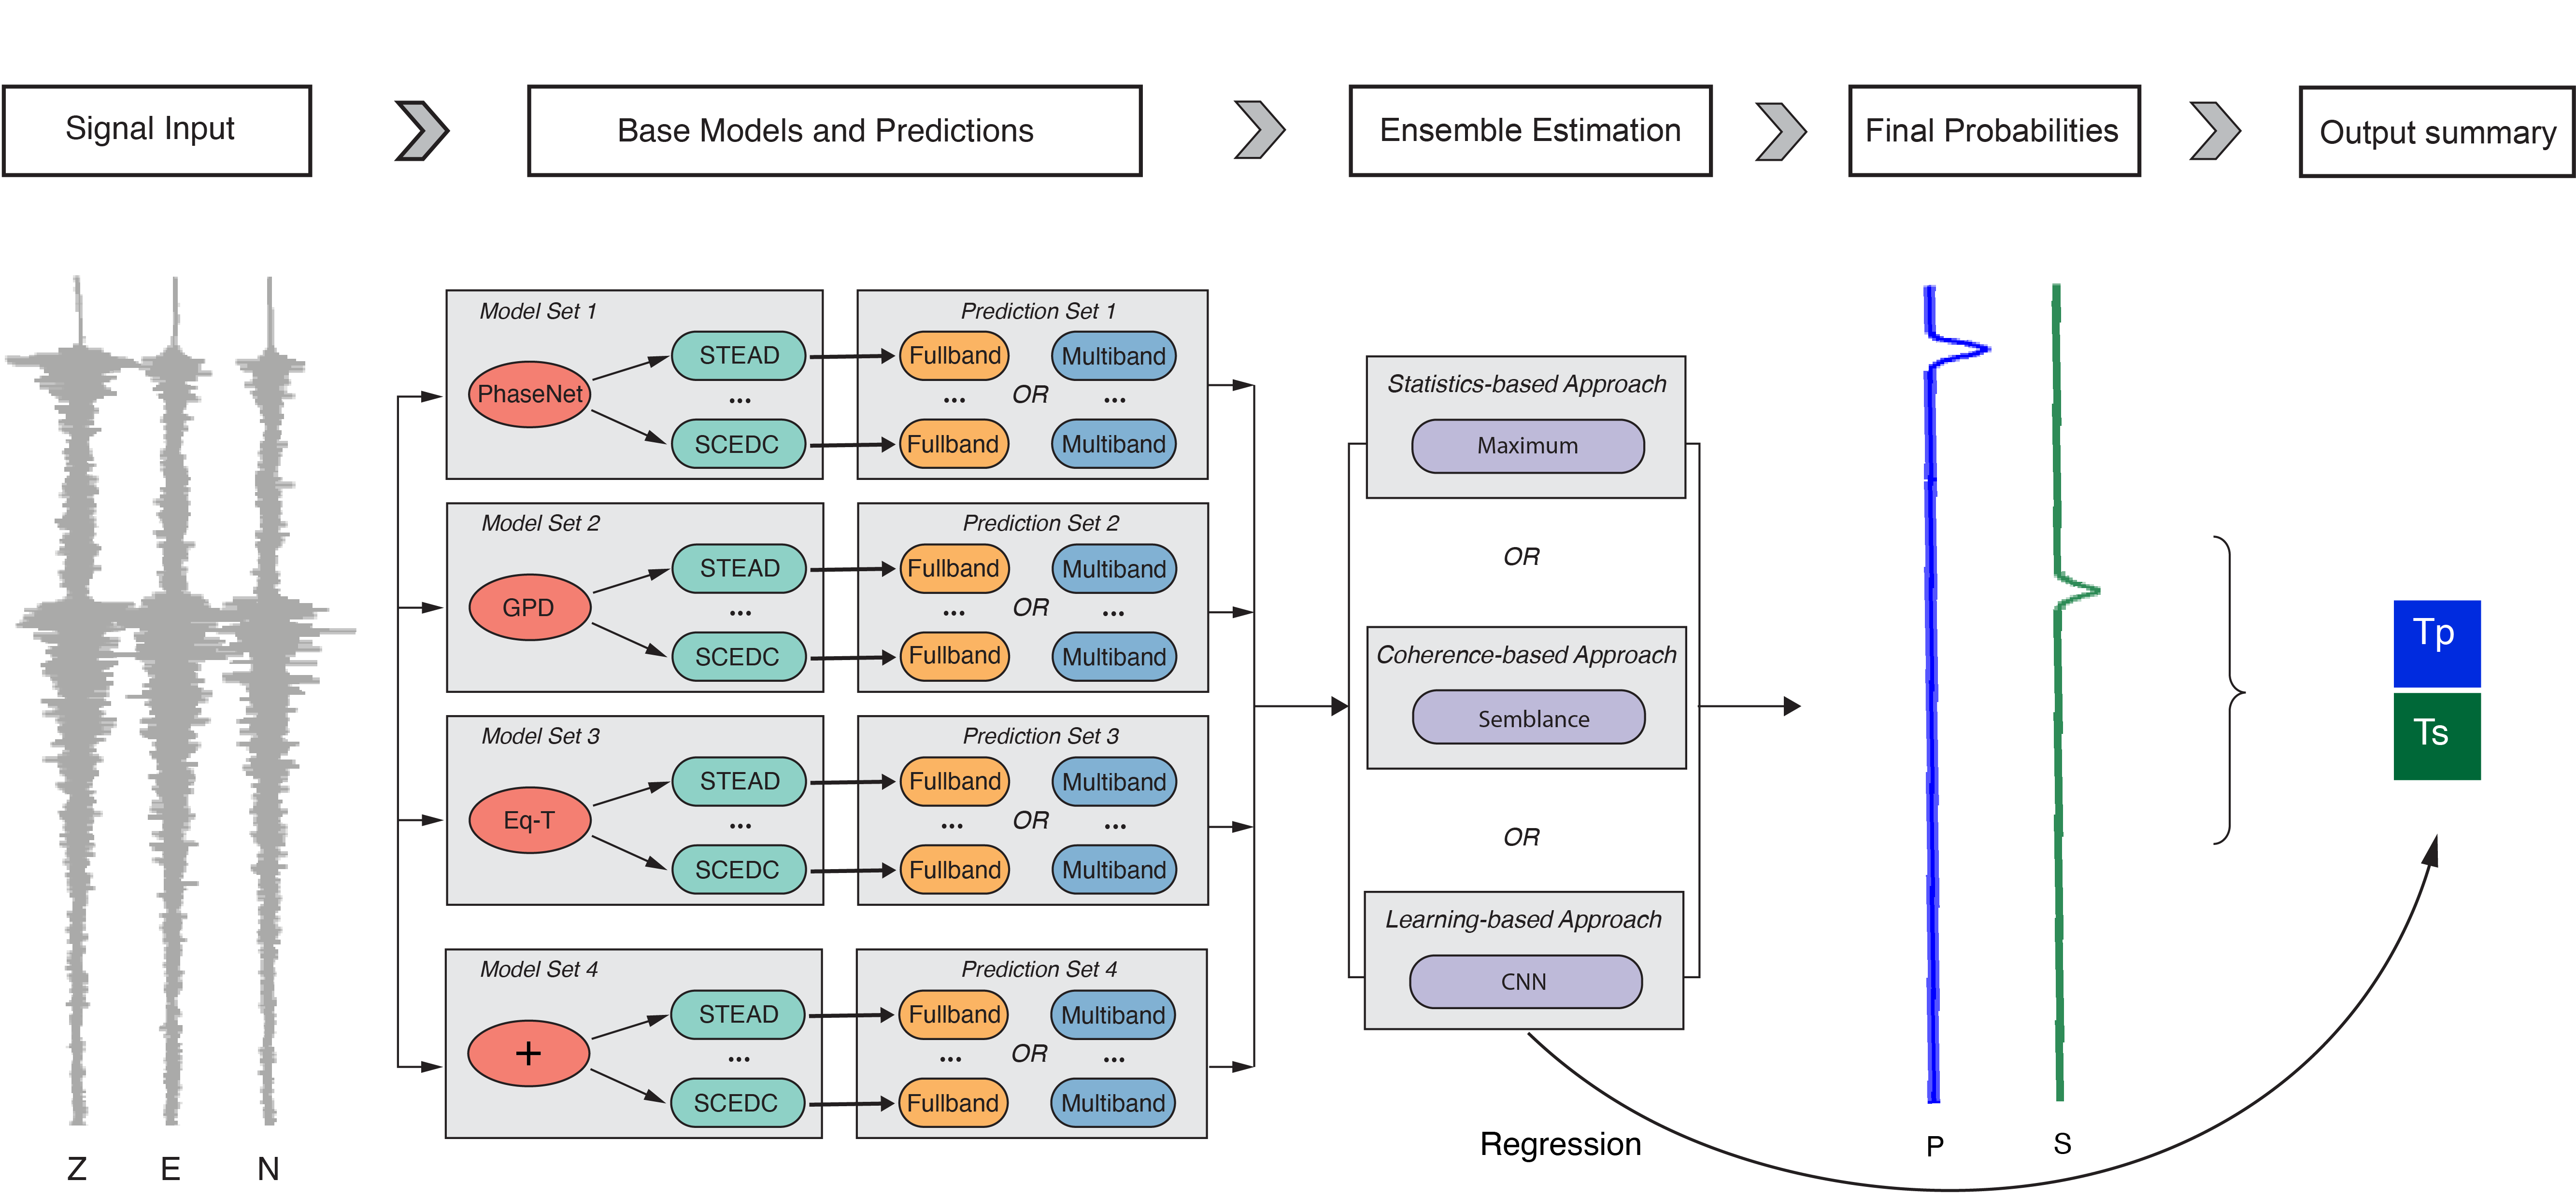 Signal Input
Base Models and Predictions
Ensemble Estimation
Final Probabilities
Output summary
Z
E
N
Model Set 1
PhaseNet
STEAD
...
SCEDC
Prediction Set 1
Fullband
Multiband
... OR ...
Fullband
Multiband
Model Set 2
GPD
STEAD
...
SCEDC
Prediction Set 2
Fullband
Multiband
... OR ...
Fullband
Multiband
Model Set 3
Eq-T
STEAD
...
SCEDC
Prediction Set 3
Fullband
Multiband
... OR ...
Fullband
Multiband
Model Set 4
+
STEAD
...
SCEDC
Prediction Set 4
Fullband
Multiband
... OR ...
Fullband
Multiband
Statistics-based Approach
Maximum
OR
Coherence-based Approach
Semblance
OR
Learning-based Approach
CNN
Regression
P
S
Tp
Ts